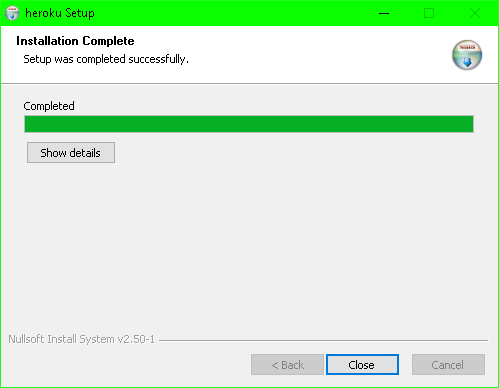 heroku Setup
Installation Complete
Setup was completed successfully.
Completed
Show details
Nullsoft Install System v2.50-1
< Back
Close
Cancel